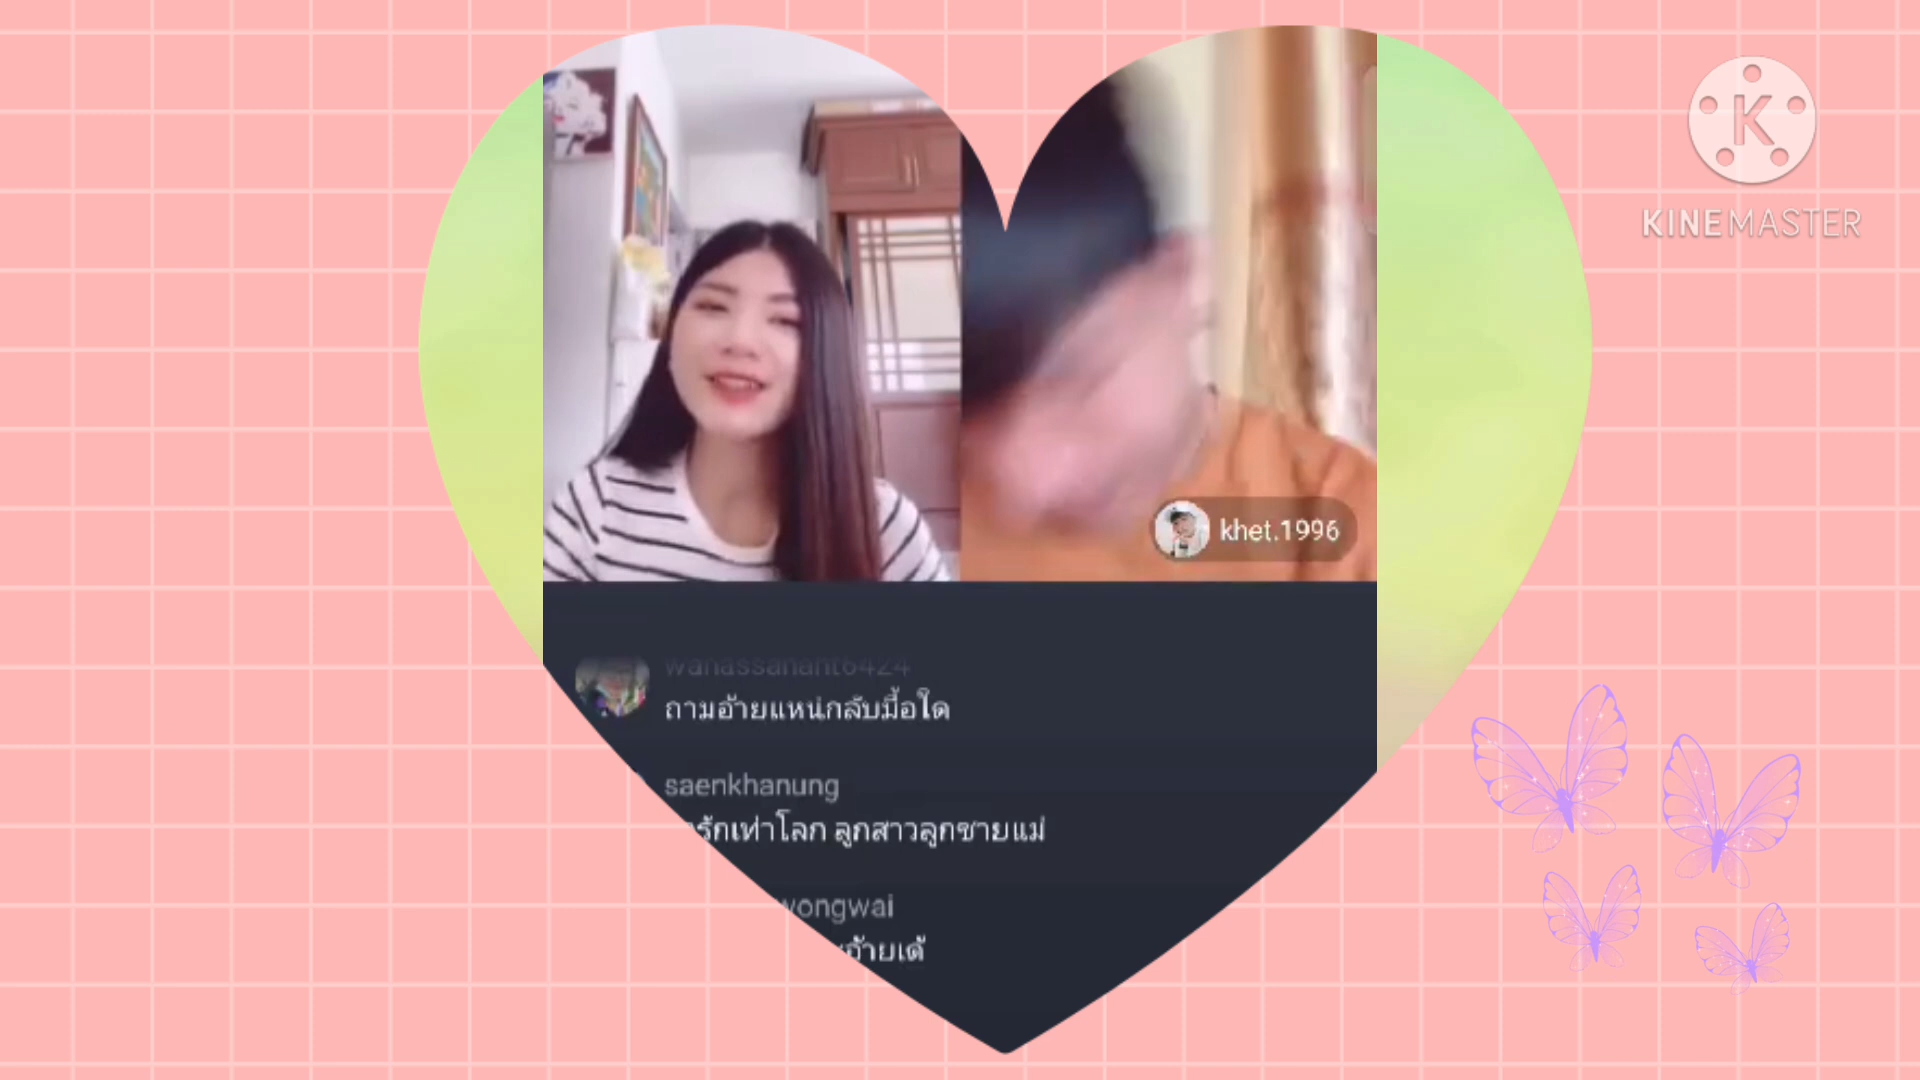 KINEMASTER
khet.1996
wanassanant6424
ถามอ้ายแหน่กลับมื้อใด
saenkhanung
รักเท่าโลก ลูกสาวลูกชายแม่
wongwai
อ้ายเด้